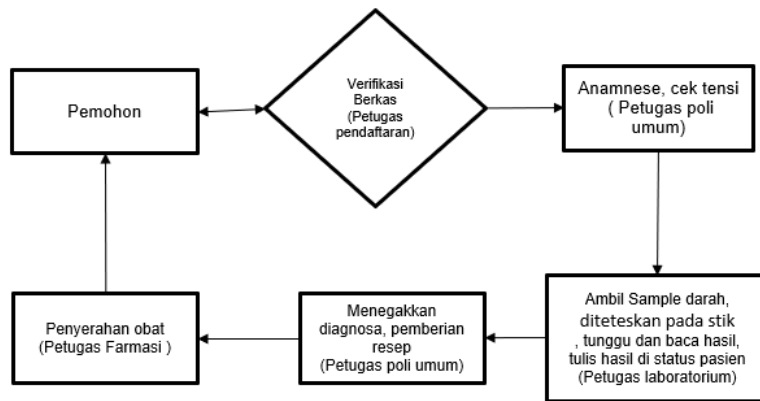 Pemohon
Verifikasi
Berkas
(Petugas
pendaftaran)
Anamnese, cek tensi
( Petugas poli
umum)
Ambil Sample darah,
diteteskan pada stik
, tunggu dan baca hasil,
tulis hasil di status pasien
(Petugas laboratorium)
Menegakkan
diagnosa, pemberian
resep
(Petugas poli umum)
Penyerahan obat
(Petugas Farmasi )